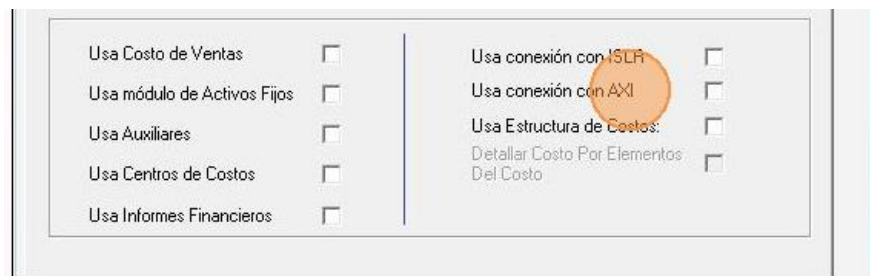 Usa Costo de Ventas
Usa módulo de Activos Fijos
Usa Auxiliares
Usa Centros de Costos
Usa Informes Financieros
Usa conexión con ISLR
Usa conexión con AXI
Usa Estructura de Costos:
Detallar Costo Por Elementos
Del Costo